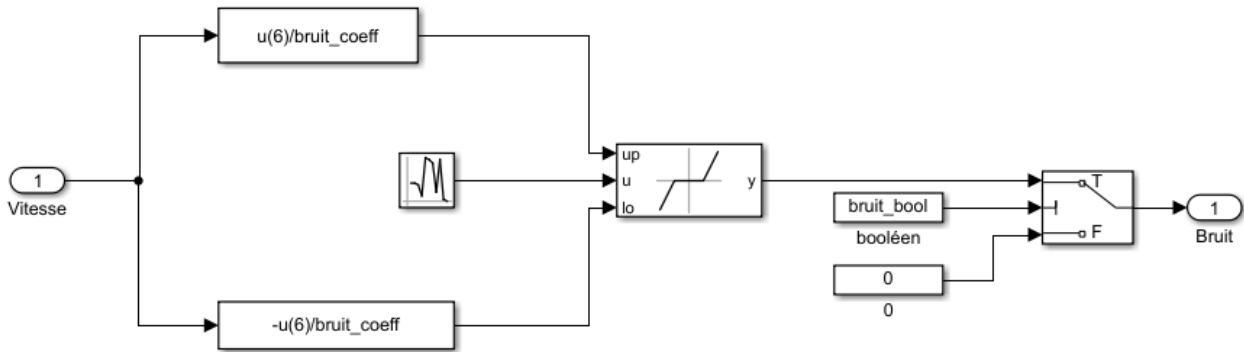 u(6)/bruit_coeff
1
Vitesse
up
u
lo
y
-u(6)/bruit_coeff
bruit_bool
booléen
0
0
T
F
1
Bruit